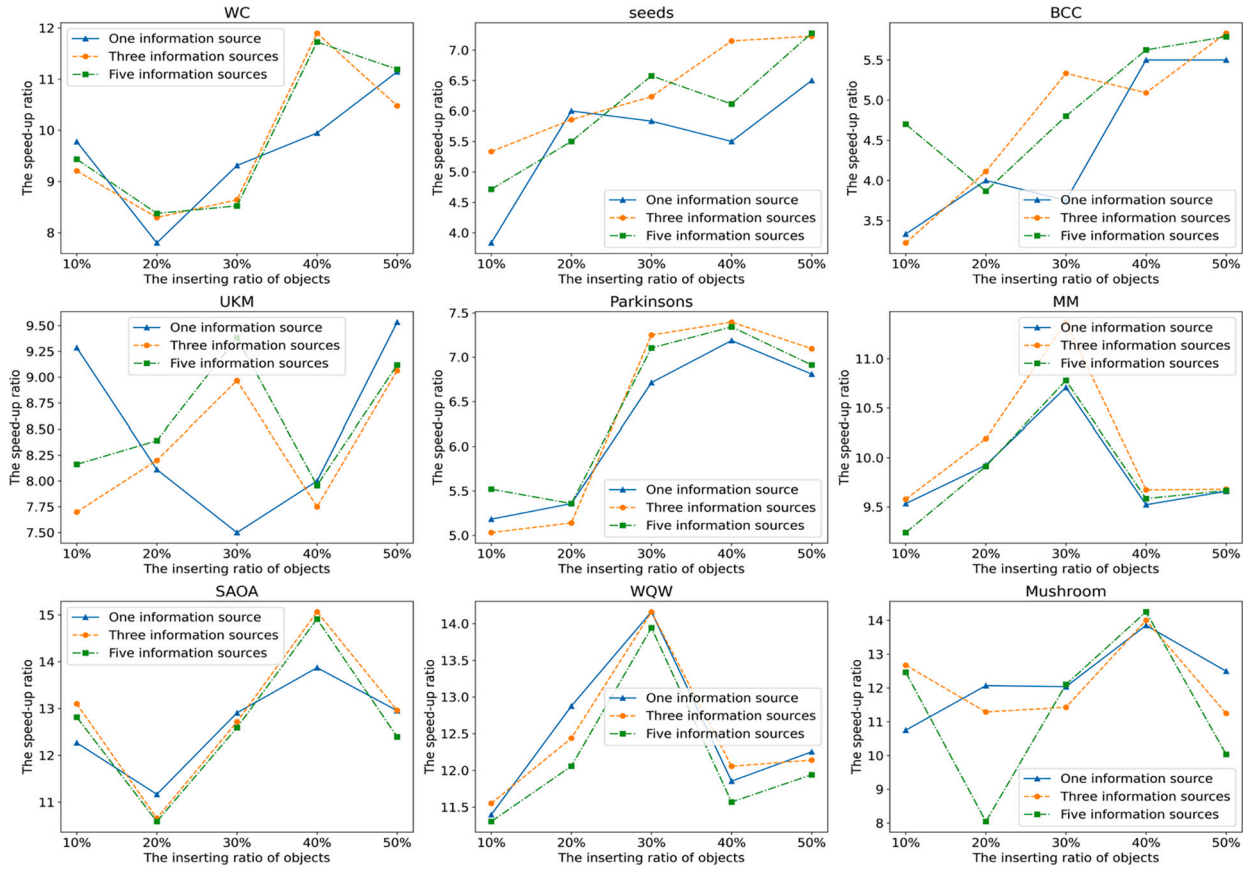 WC
The speed-up ratio
12
11
10
9
8
One information source
Three information sources
Five information sources
10% 20% 30% 40% 50%
The inserting ratio of objects
seeds
The speed-up ratio
7.0
6.5
6.0
5.5
5.0
4.5
4.0
One information source
Three information sources
Five information sources
10% 20% 30% 40% 50%
The inserting ratio of objects
BCC
The speed-up ratio
5.5
5.0
4.5
4.0
3.5
One information source
Three information sources
Five information sources
10% 20% 30% 40% 50%
The inserting ratio of objects
UKM
The speed-up ratio
9.50
9.25
9.00
8.75
8.50
8.25
8.00
7.75
7.50
One information source
Three information sources
Five information sources
10% 20% 30% 40% 50%
The inserting ratio of objects
Parkinsons
The speed-up ratio
7.5
7.0
6.5
6.0
5.5
5.0
One information source
Three information sources
Five information sources
10% 20% 30% 40% 50%
The inserting ratio of objects
MM
The speed-up ratio
11.0
10.5
10.0
9.5
One information source
Three information sources
Five information sources
10% 20% 30% 40% 50%
The inserting ratio of objects
SAOA
The speed-up ratio
15
14
13
12
11
One information source
Three information sources
Five information sources
10% 20% 30% 40% 50%
The inserting ratio of objects
WQW
The speed-up ratio
14.0
13.5
13.0
12.5
12.0
11.5
One information source
Three information sources
Five information sources
10% 20% 30% 40% 50%
The inserting ratio of objects
Mushroom
The speed-up ratio
14
13
12
11
10
9
8
One information source
Three information sources
Five information sources
10% 20% 30% 40% 50%
The inserting ratio of objects